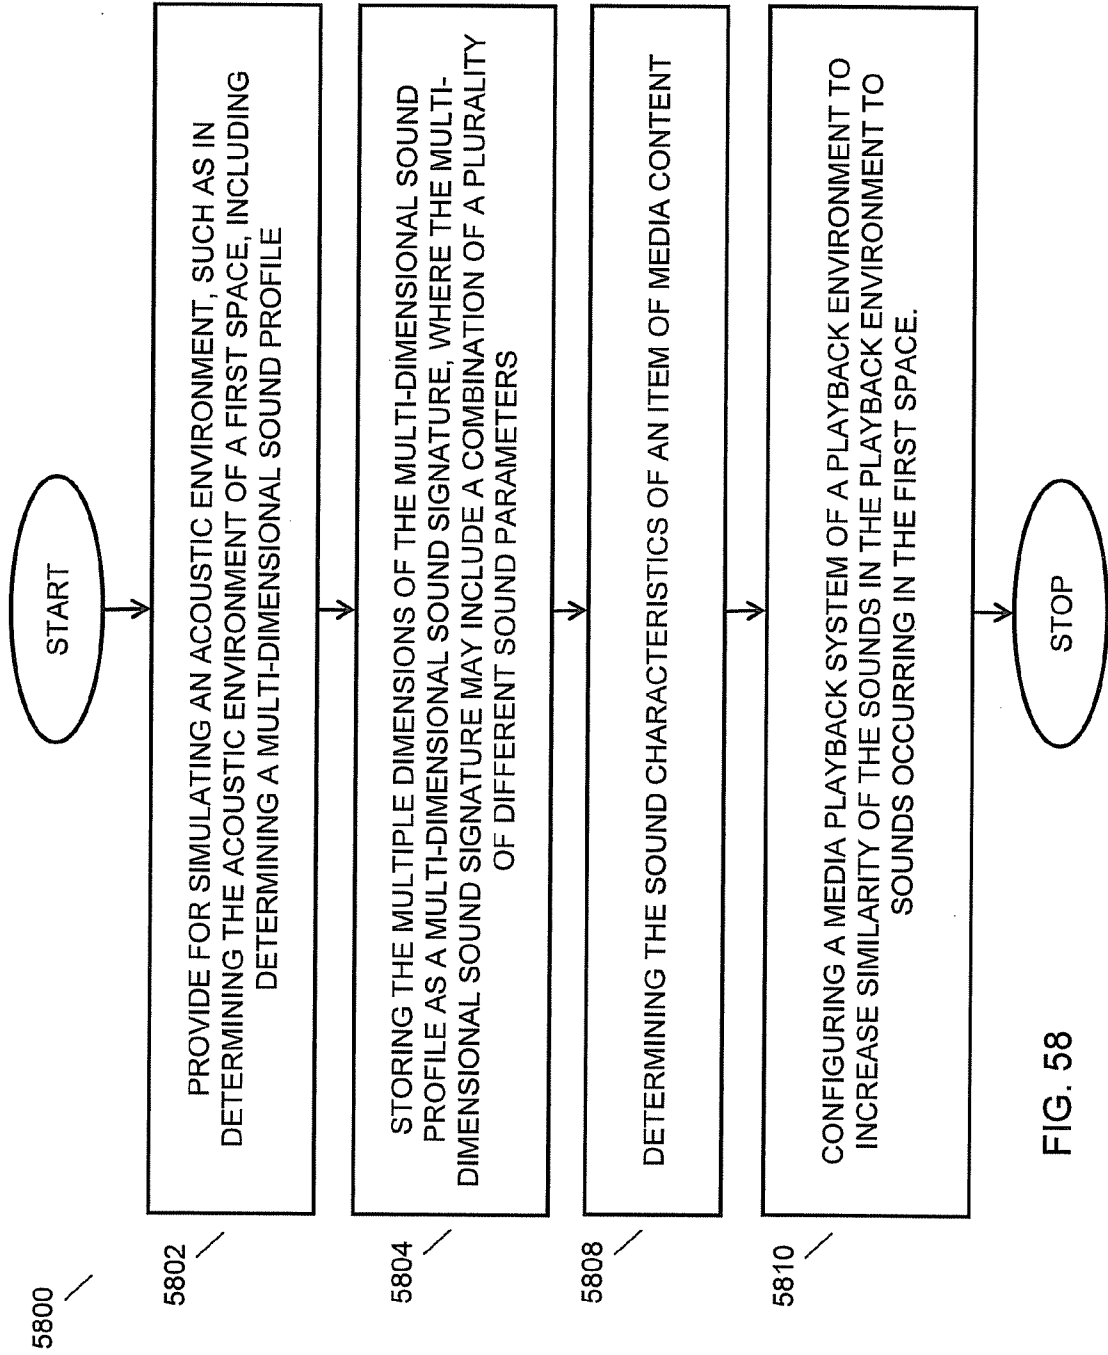 5800
START
5802
PROVIDE FOR SIMULATING AN ACOUSTIC ENVIRONMENT, SUCH AS IN
DETERMINING THE ACOUSTIC ENVIRONMENT OF A FIRST SPACE, INCLUDING
DETERMINING A MULTI-DIMENSIONAL SOUND PROFILE
5804
STORING THE MULTIPLE DIMENSIONS OF THE MULTI-DIMENSIONAL SOUND
PROFILE AS A MULTI-DIMENSIONAL SOUND SIGNATURE, WHERE THE MULTI-
DIMENSIONAL SOUND SIGNATURE MAY INCLUDE A COMBINATION OF A PLURALITY
OF DIFFERENT SOUND PARAMETERS
5808
DETERMINING THE SOUND CHARACTERISTICS OF AN ITEM OF MEDIA CONTENT
5810
CONFIGURING A MEDIA PLAYBACK SYSTEM OF A PLAYBACK ENVIRONMENT TO
INCREASE SIMILARITY OF THE SOUNDS IN THE PLAYBACK ENVIRONMENT TO
SOUNDS OCCURRING IN THE FIRST SPACE.
STOP
FIG. 58